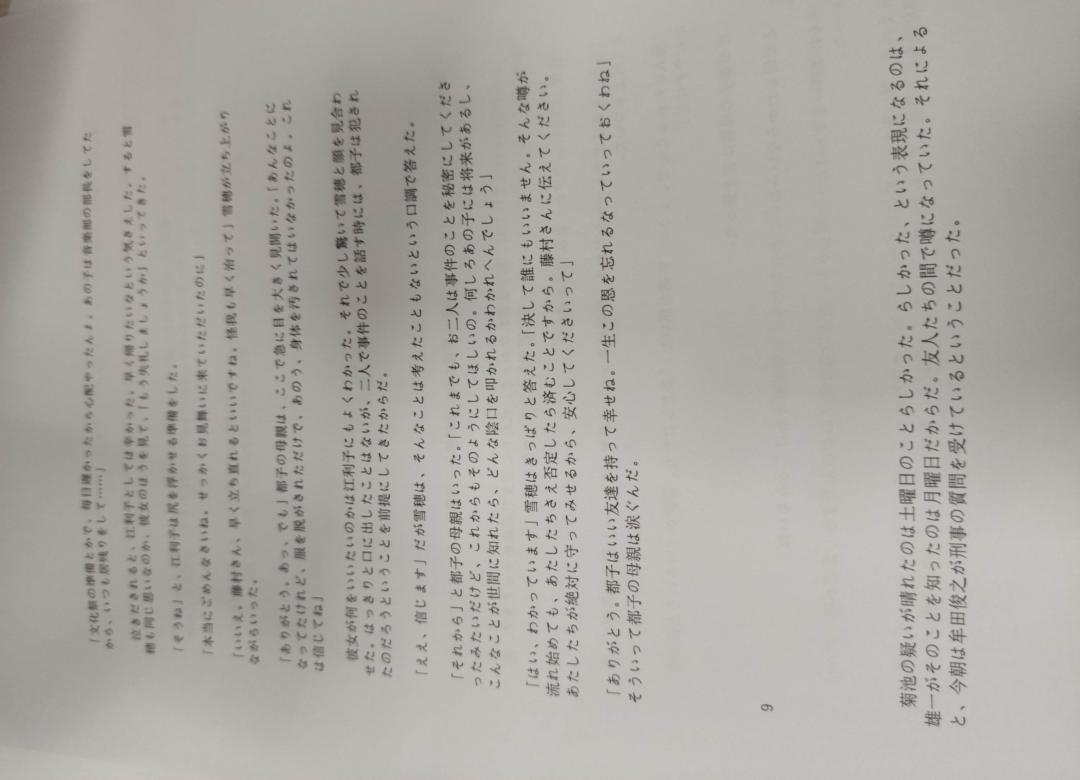 「文化祭の準備とかで、毎日遅かったから心配やったんよ。あの子は音楽部の部長をしてた
から、いつも居残りをして……」
泣きだされると、江利子としては辛かった。早く帰りたいなという気さえした。すると雪
穂も同じ思いなのか、彼女のほうを見て、「もう失礼しましょうか」といってきた。
「そうね」と、江利子は尻を浮かせる準備をした。
「本当にごめんなさいね。せっかくお見舞いに来ていただいたのに」
「いいえ。藤村さん、早く立ち直れるといいですね。怪我も早く治って」雪穂が立ち上がり
ながらいった。
「ありがとう。あっ、でも」都子の母親は、ここで急に目を大きく見開いた。「あんなことに
なってたけれど、服を脱がされただけで、あのう、身体を汚されてはいなかったのよ。これ
は信じてね」
彼女が何をいいたいのかは江利子にもよくわかった。それで少し驚いて雪穂と顔を見合わ
せた。はっきりと口に出したことはないが、二人で事件のことを話す時には、都子は犯され
たのだろうということを前提にしてきたからだ。
「ええ、信じます」だが雪穂は、そんなことは考えたこともないという口調で答えた。
「それから」と都子の母親はいった。「これまでも、お二人は事件のことを秘密にしてくださ
ったみたいだけど、これからもそのようにしてほしいの。何しろあの子には将来があるし、
こんなことが世間に知れたら、どんな陰口を叩かれるかわかれへんでしょう」
「はい、わかっています」雪穂はきっぱりと答えた。「決して誰にもいいません。そんな噂が
流れ始めても、あたしたちさえ否定したら済むことですから。藤村さんに伝えてください。
あたしたちが絶対に守ってみせるから、安心してくださいって」
「ありがとう。都子はいい友達を持って幸せね。一生この恩を忘れるなっていっておくわね」
そういって都子の母親は涙ぐんだ。
9
菊池の疑いが晴れたのは土曜日のことらしかった。らしかった、という表現になるのは、
雄一がそのことを知ったのは月曜日だからだ。友人たちの間で噂になっていた。それによる
と、今朝は牟田俊之が刑事の質問を受けているということだった。